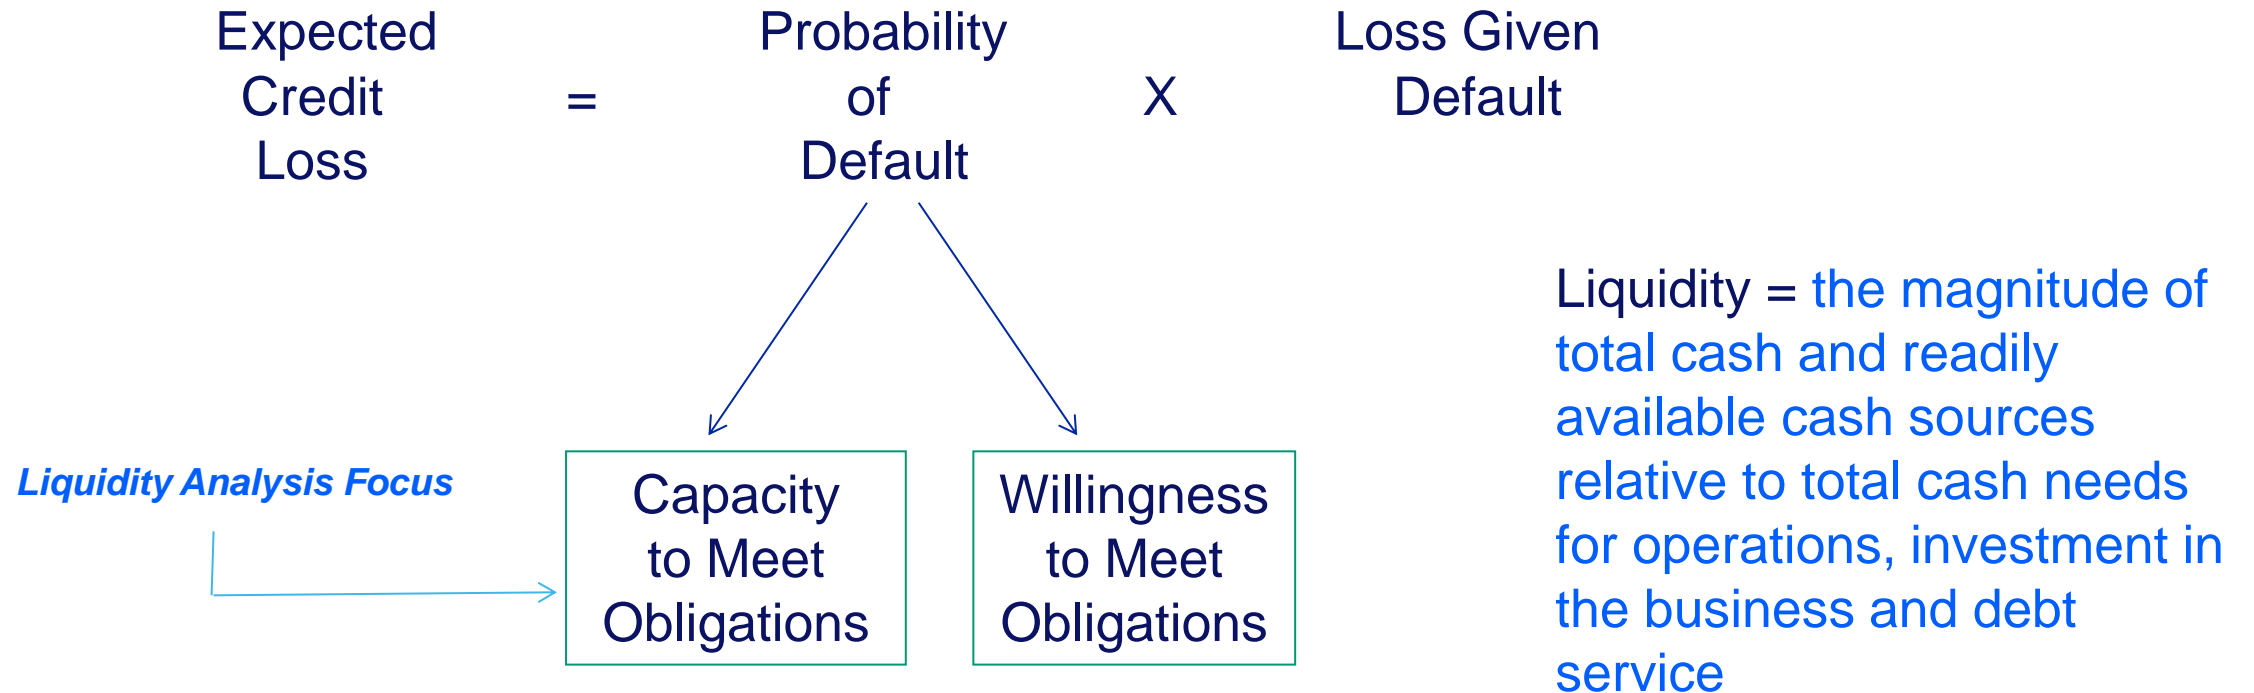 Expected
Credit
Loss
=
Probability
of
Default
X
Loss Given
Default
Liquidity = the magnitude of
total cash and readily
available cash sources
relative to total cash needs
for operations, investment in
the business and debt
service
Liquidity Analysis Focus
Capacity
to Meet
Obligations
Willingness
to Meet
Obligations